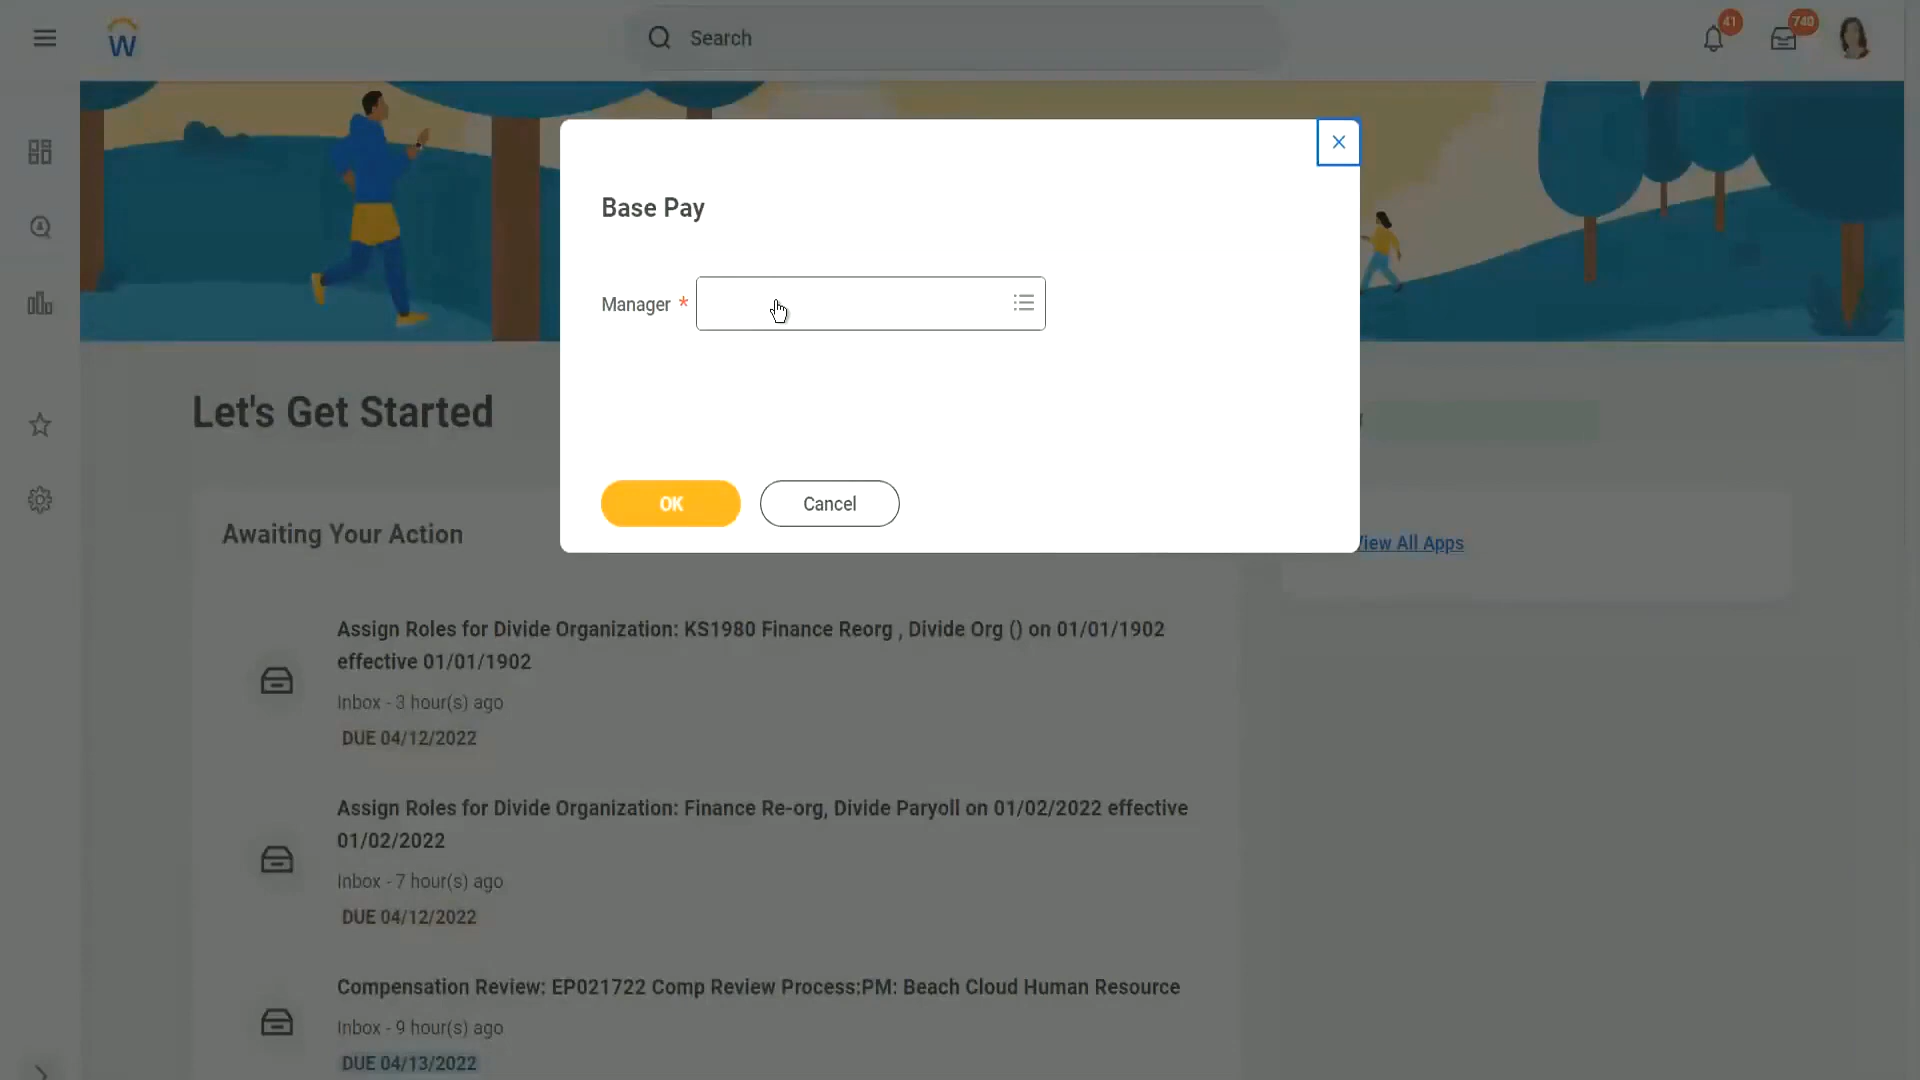 W
Search
41
740
Base Pay
Manager *
OK
Cancel
Let's Get Started
Awaiting Your Action
View All Apps
Assign Roles for Divide Organization: KS1980 Finance Reorg , Divide Org () on 01/01/1902
effective 01/01/1902
Inbox - 3 hour(s) ago
DUE 04/12/2022
Assign Roles for Divide Organization: Finance Re-org, Divide Paryoll on 01/02/2022 effective
01/02/2022
Inbox - 7 hour(s) ago
DUE 04/12/2022
Compensation Review: EP021722 Comp Review Process:PM: Beach Cloud Human Resource
Inbox - 9 hour(s) ago
DUE 04/13/2022